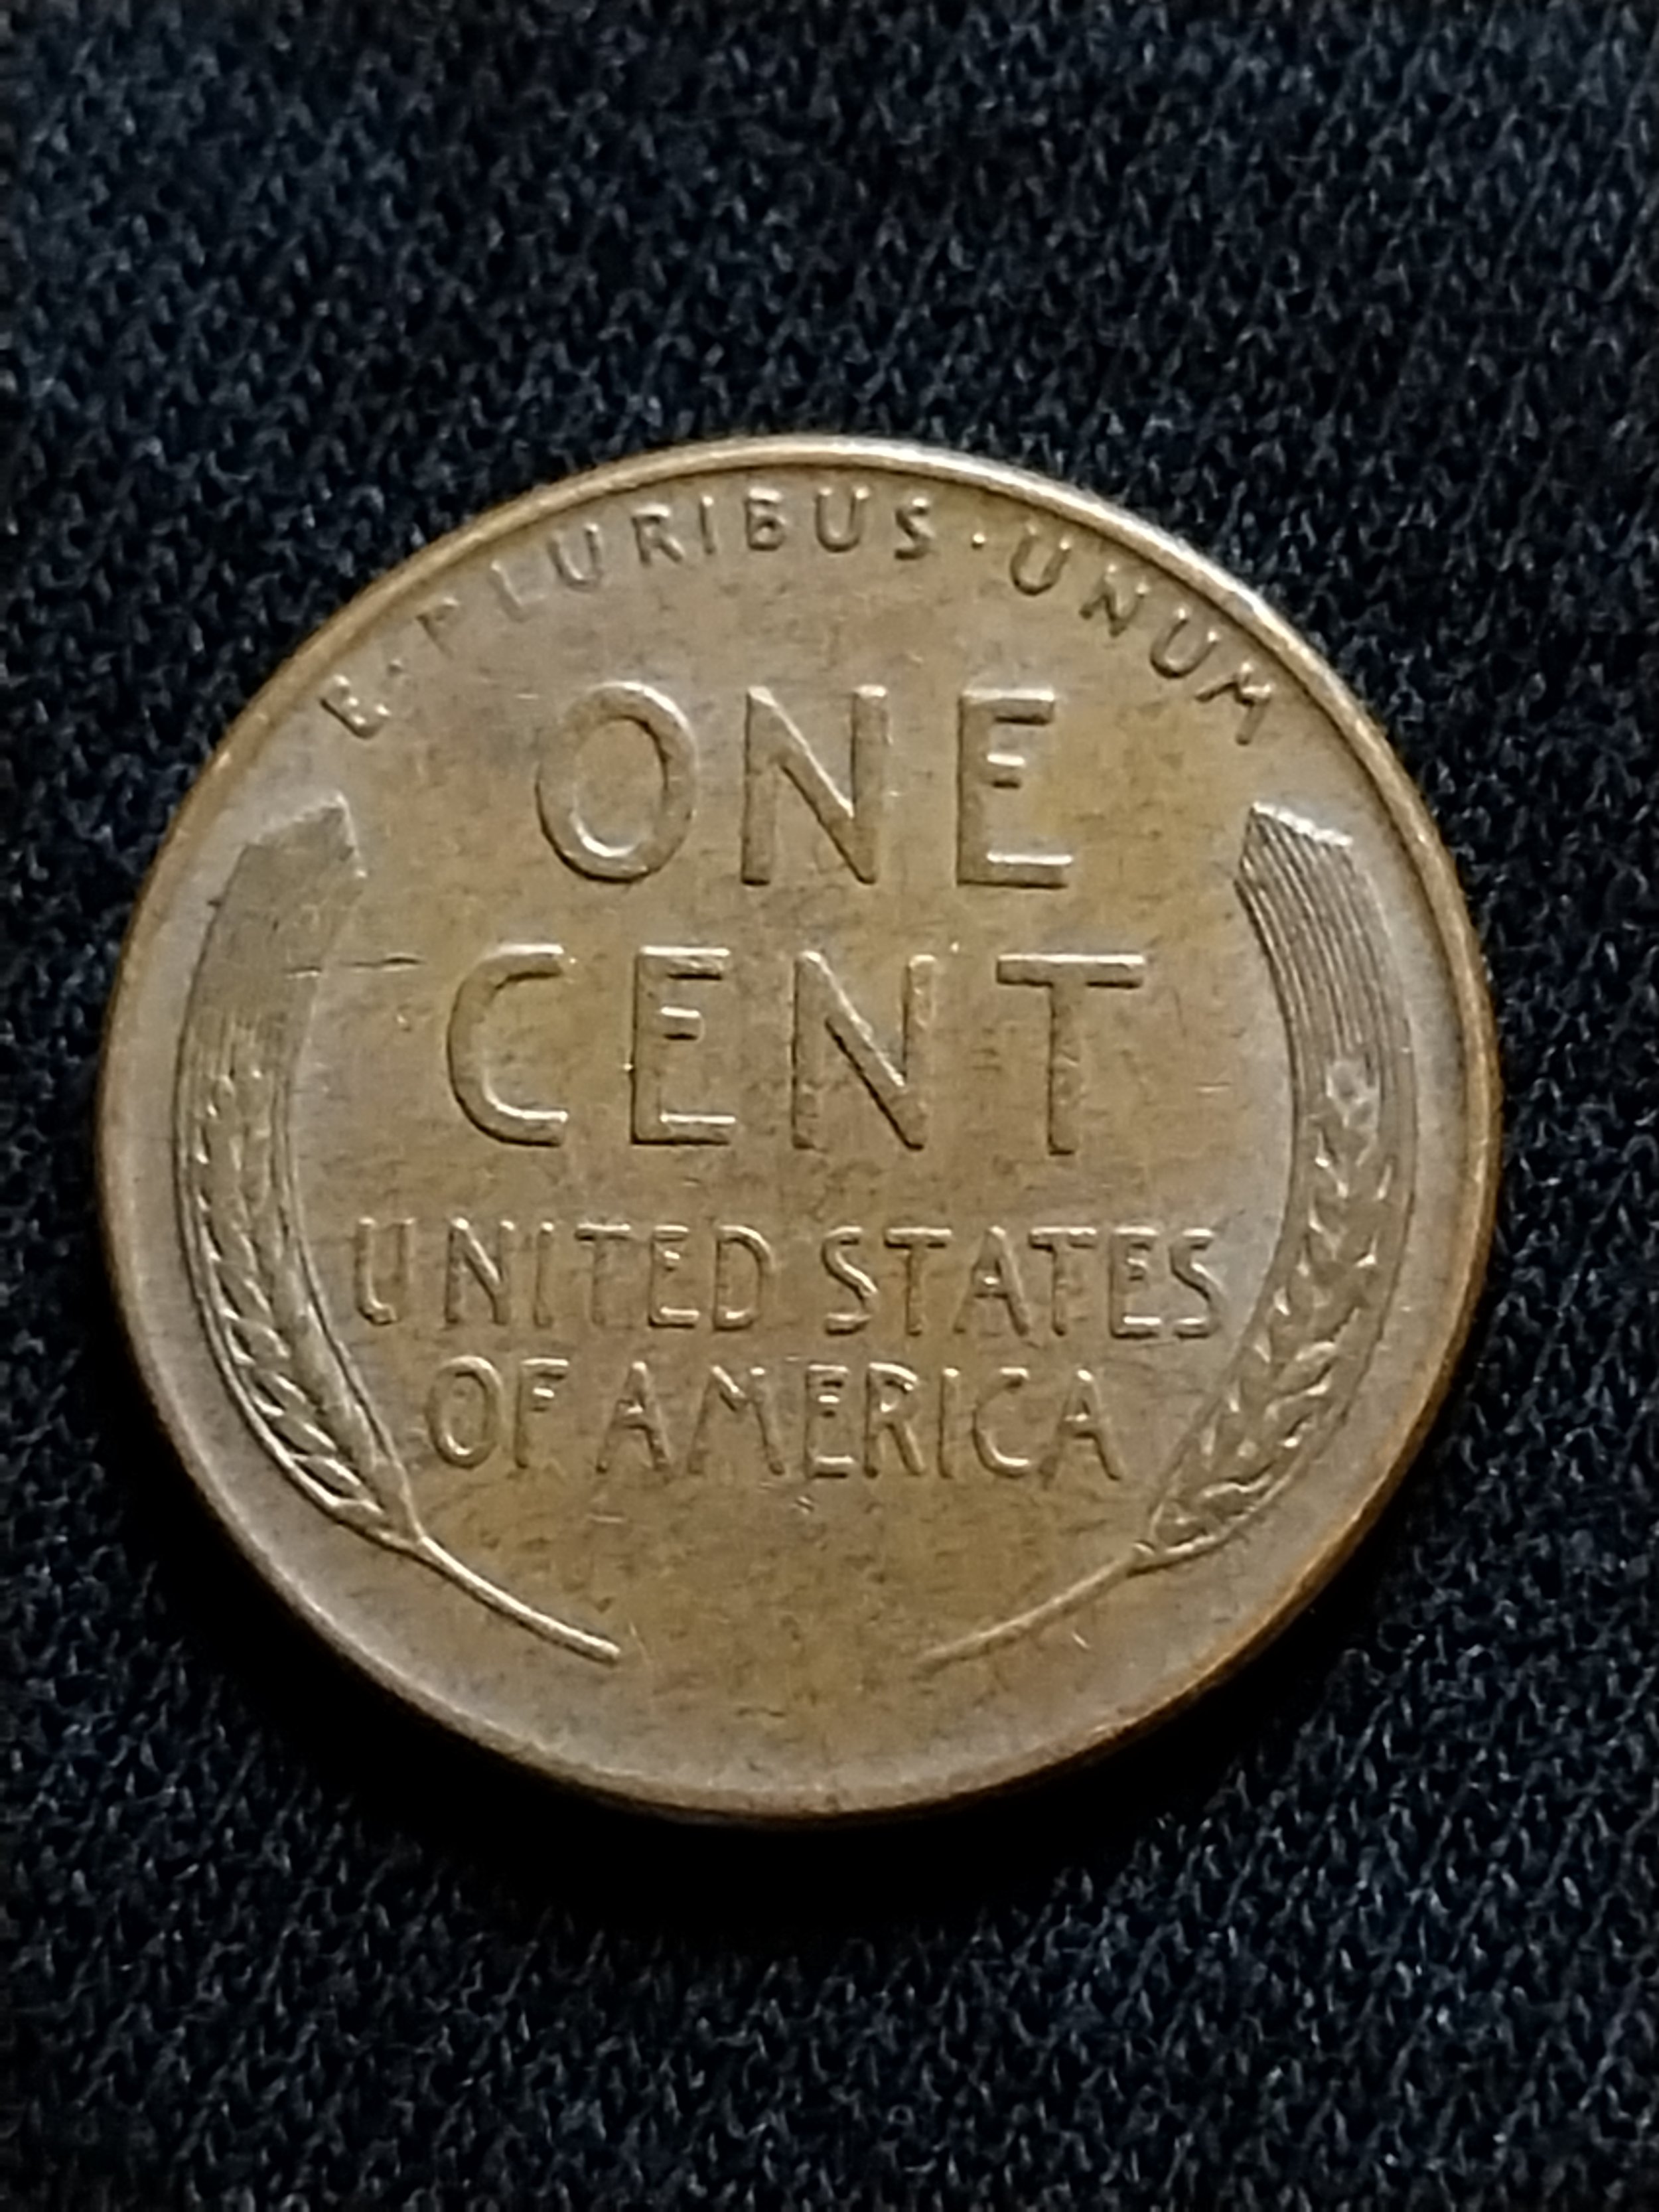 E·PLURIBUS·UNUM
ONE
CENT
UNITED STATES
OF AMERICA